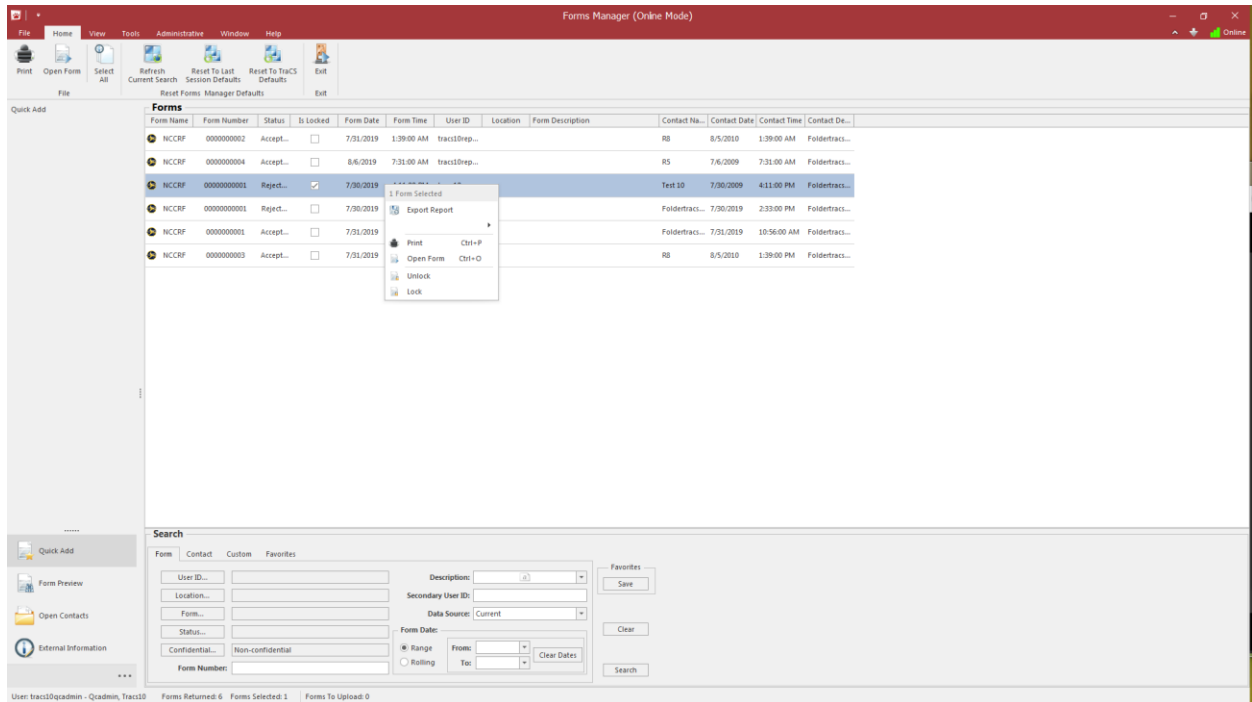 Forms Manager (Online Mode)
File Home View Tools Administrative Window Help Online
Print Open Form Select All Refresh Current Search Reset To Last Session Defaults Reset To TraCS Defaults Exit
File Reset Forms Manager Defaults Exit
Quick Add
Forms
Form Name Form Number Status Is Locked Form Date Form Time User ID Location Form Description Contact Na... Contact Date Contact Time Contact De...
NCCRF 0000000002 Accept... 7/31/2019 1:39:00 AM tracs10rep... R8 8/5/2010 1:39:00 AM Foldertracs...
NCCRF 0000000004 Accept... 8/6/2019 7:31:00 AM tracs10rep... R5 7/6/2009 7:31:00 AM Foldertracs...
NCCRF 00000000001 Reject... 7/30/2019 Test 10 7/30/2009 4:11:00 PM Foldertracs...
NCCRF 00000000001 Reject... 7/30/2019 Foldertracs... 7/30/2019 2:33:00 PM Foldertracs...
NCCRF 0000000001 Accept... 7/31/2019 Foldertracs... 7/31/2019 10:56:00 AM Foldertracs...
NCCRF 0000000003 Accept... 7/31/2019 R8 8/5/2010 1:39:00 PM Foldertracs...
1 Form Selected
Export Report
Print Ctrl+P
Open Form Ctrl+O
Unlock
Lock
Quick Add
Form Preview
Open Contacts
External Information
Search
Form Contact Custom Favorites
User ID... Description: Favorites
Save
Location... Secondary User ID:
Form... Data Source: Current
Status... Form Date: Clear
Confidential... Non-confidential Range From: Clear Dates
Rolling To:
Form Number: Search
User: tracs10qcadmin - Qcadmin, Tracs10 Forms Returned: 6 Forms Selected: 1 Forms To Upload: 0